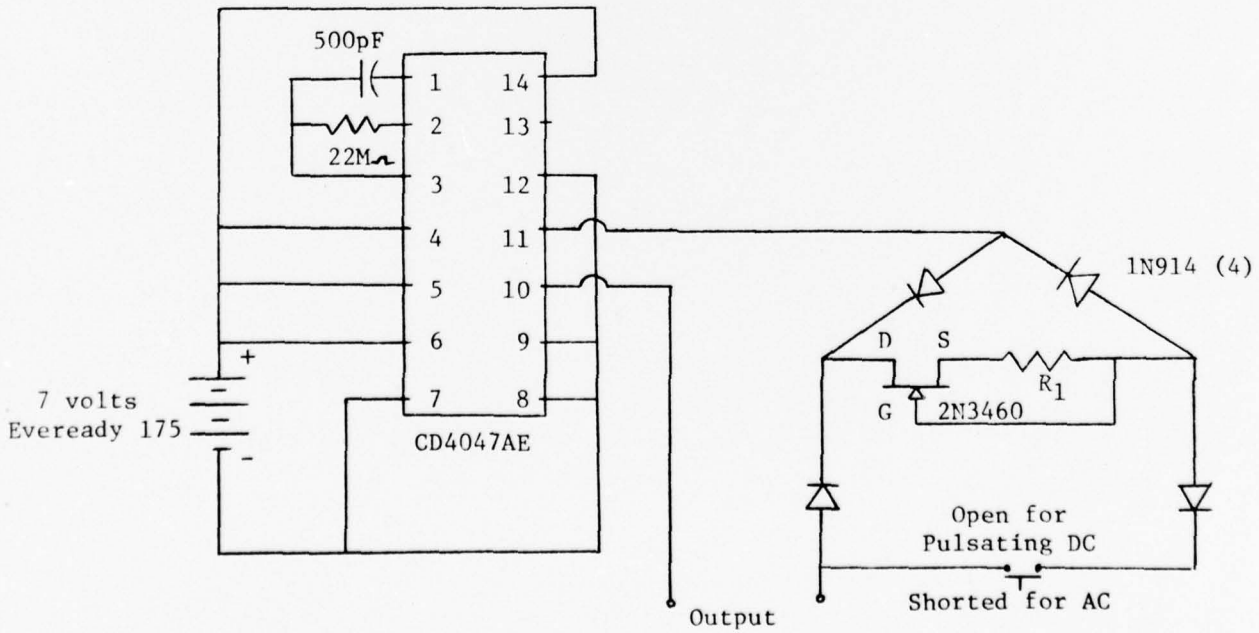 500pF
22MΩ
1
2
3
4
5
6
7
14
13
12
11
10
9
8
CD4047AE
+
7 volts
Eveready 175
-
1N914 (4)
D
S
R1
G
2N3460
Open for
Pulsating DC
Shorted for AC
Output